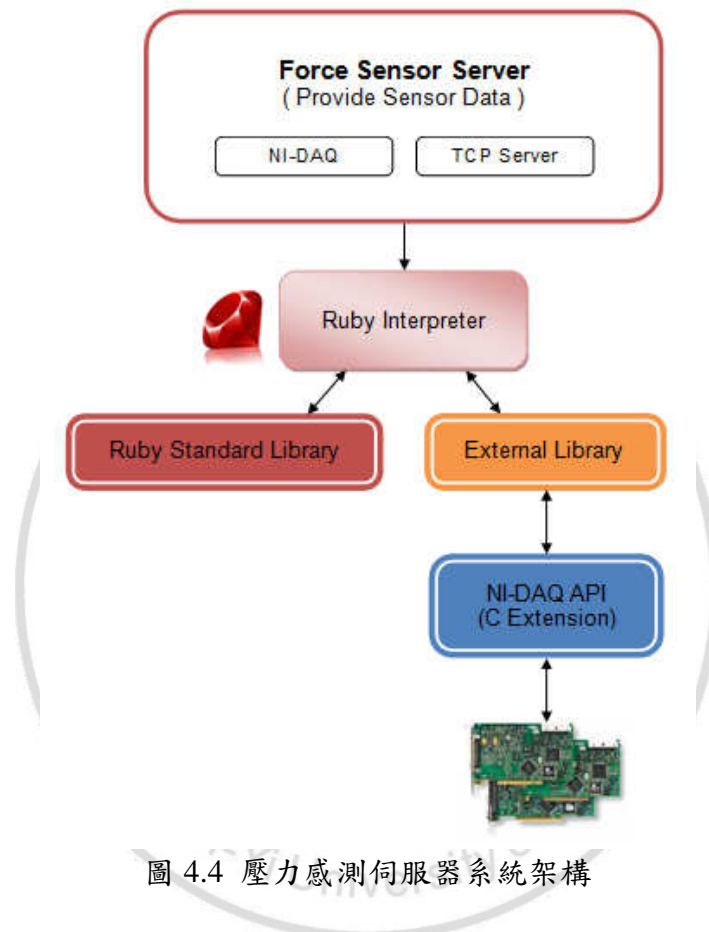 Force Sensor Server
( Provide Sensor Data )
NI-DAQ
TCP Server
Ruby Interpreter
Ruby Standard Library
External Library
NI-DAQ API
(C Extension)
圖 4.4 壓力感測伺服器系統架構
University